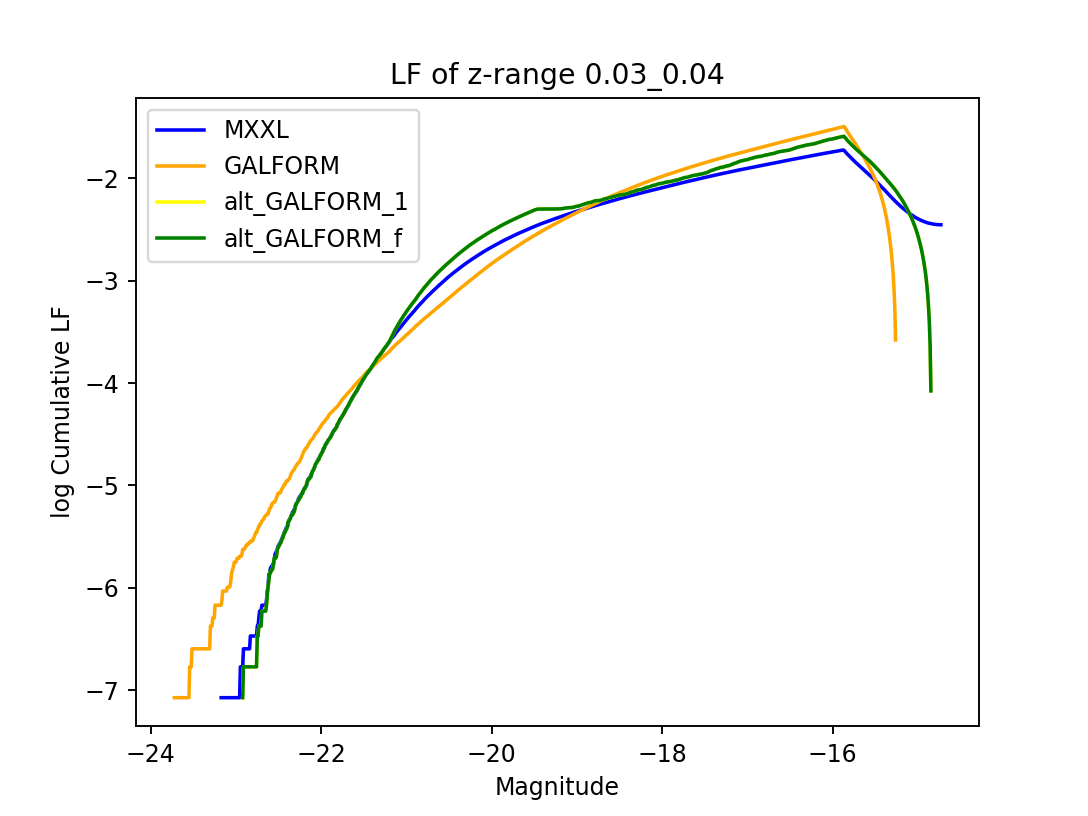 LF of z-range 0.03_0.04
MXXL
GALFORM
alt_GALFORM_1
alt_GALFORM_f
log Cumulative LF
−2
−3
−4
−5
−6
−7
−24
−22
−20
−18
−16
Magnitude